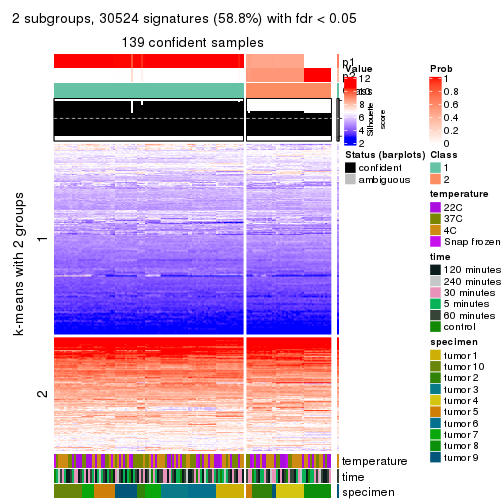 2 subgroups, 30524 signatures (58.8%) with fdr < 0.05
139 confident samples
p1
p2
Value
12
10
8
6
4
2
Silhouette
score
Prob
1
0.8
0.6
0.4
0.2
0
Status (barplots)
confident
ambiguous
Class
1
2
temperature
22C
37C
4C
Snap frozen
time
120 minutes
240 minutes
30 minutes
5 minutes
60 minutes
control
specimen
tumor 1
tumor 10
tumor 2
tumor 3
tumor 4
tumor 5
tumor 6
tumor 7
tumor 8
tumor 9
k-means with 2 groups
1
2
temperature
time
specimen